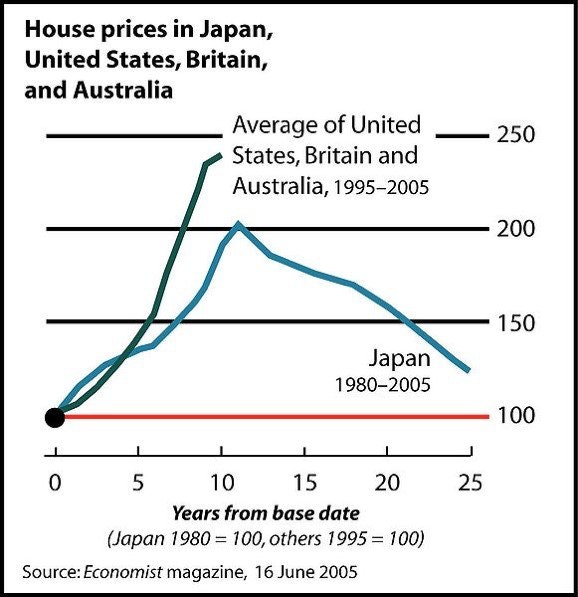 House prices in Japan,
United States, Britain,
and Australia
Average of United
States, Britain and
Australia, 1995–2005
250
200
150
Japan
1980–2005
100
0 5 10 15 20 25
Years from base date
(Japan 1980 = 100, others 1995 = 100)
Source: Economist magazine, 16 June 2005